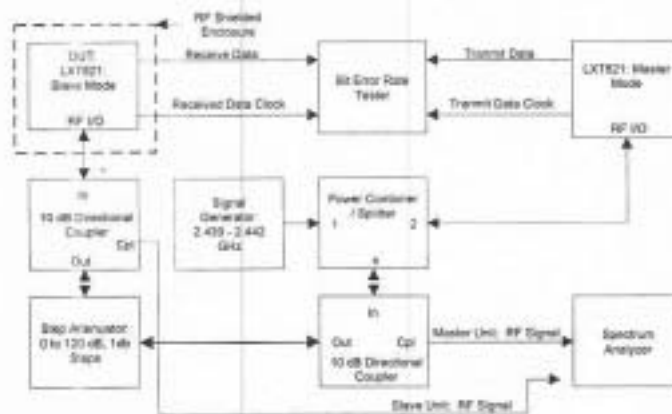 RF Shielded
Enclosure
DUT:
LXT821:
Slave Mode
RF I/O
Receive Data
Received Data Clock
Bit Error Rate
Tester
Transmit Data
Transmit Data Clock
LXT821: Master
Mode
RF I/O
In
10 dB Directional
Coupler
Cpl
Out
Signal
Generator
2.439 - 2.442
GHz
Power Combiner
/ Splitter
1
2
Step Attenuator:
0 to 120 dB, 1db
Steps
In
Out
Cpl
10 dB Directional
Coupler
Master Unit: RF Signal
Spectrum
Analyzer
Slave Unit: RF Signal